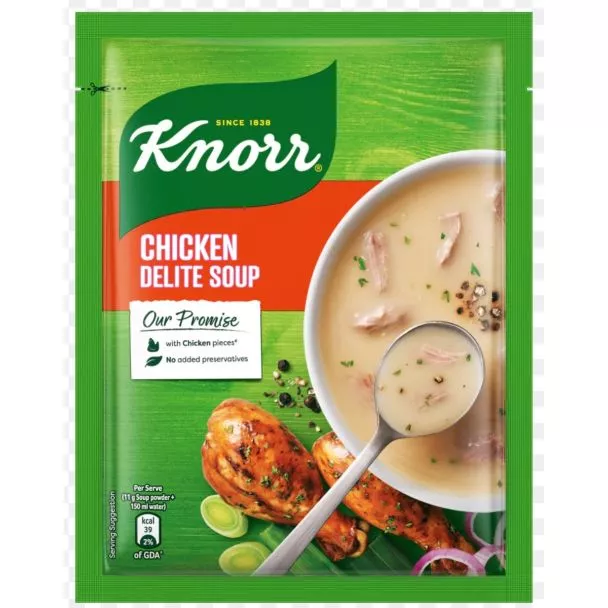 SINCE 1838
Knorr®
CHICKEN
DELITE SOUP
Our Promise
with Chicken pieces*
No added preservatives
Per Serve
(11 g Soup powder +
150 ml water)
kcal
39
2%
of GDA*
Serving Suggestion